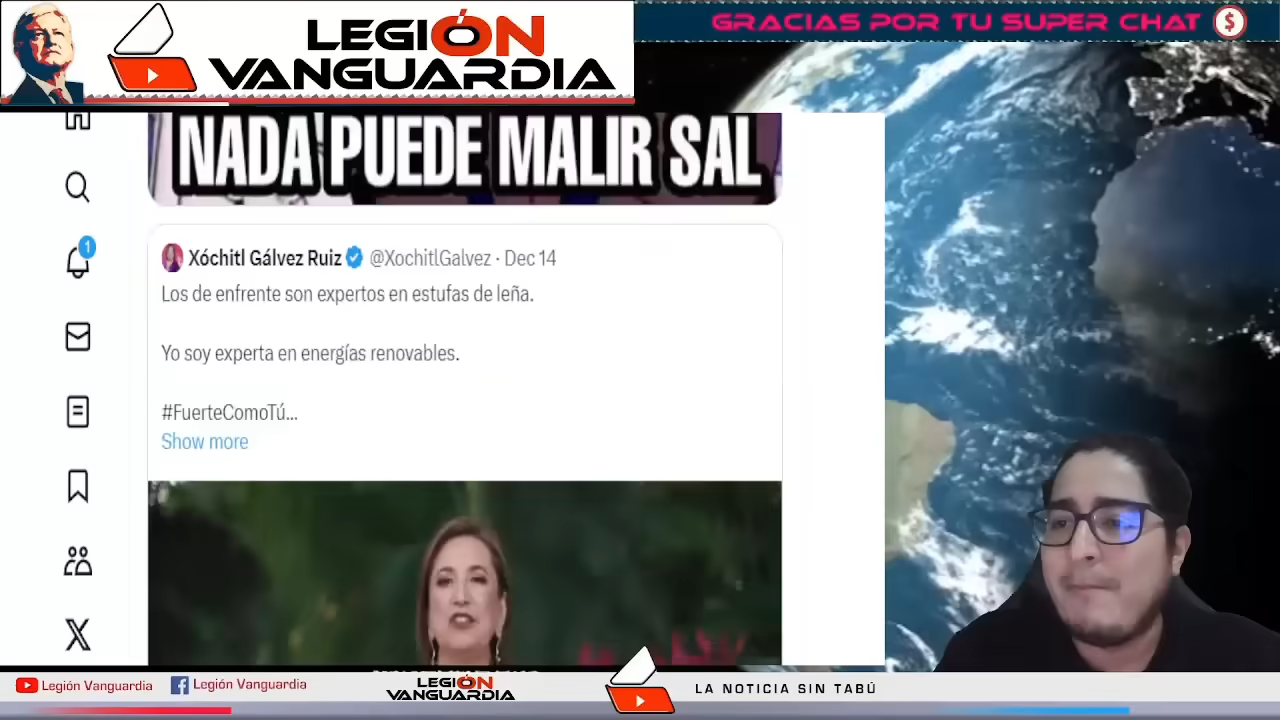 LEGIÓN
VANGUARDIA
GRACIAS POR TU SUPER CHAT
$
NADA PUEDE MALIR SAL
1
Xóchitl Gálvez Ruiz @XochitlGalvez · Dec 14
Los de enfrente son expertos en estufas de leña.
Yo soy experta en energías renovables.
#FuerteComoTú...
Show more
Legión Vanguardia
Legión Vanguardia
LEGIÓN
VANGUARDIA
LA NOTICIA SIN TABÚ